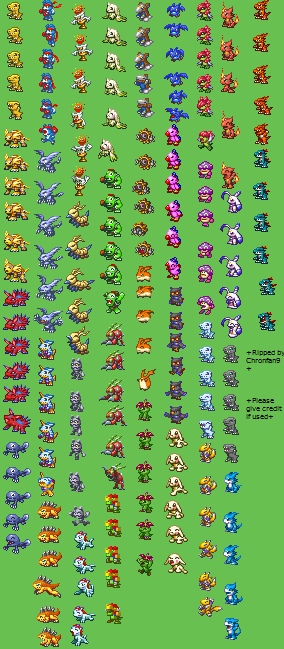 +Ripped by
Chronfan9
+
+Please
give credit
if used+